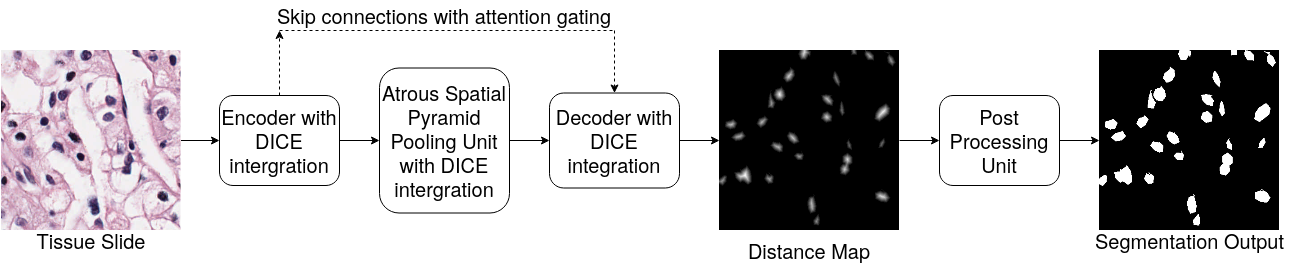 Skip connections with attention gating
Tissue Slide
Encoder with
DICE
intergration
Atrous Spatial
Pyramid
Pooling Unit
with DICE
intergration
Decoder with
DICE
integration
Distance Map
Post
Processing
Unit
Segmentation Output